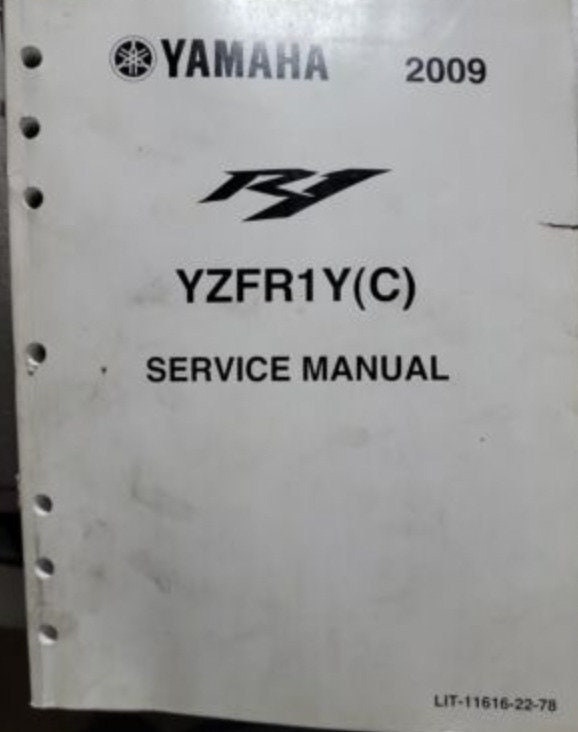 YAMAHA 2009
R1
YZFR1Y(C)
SERVICE MANUAL
LIT-11616-22-78